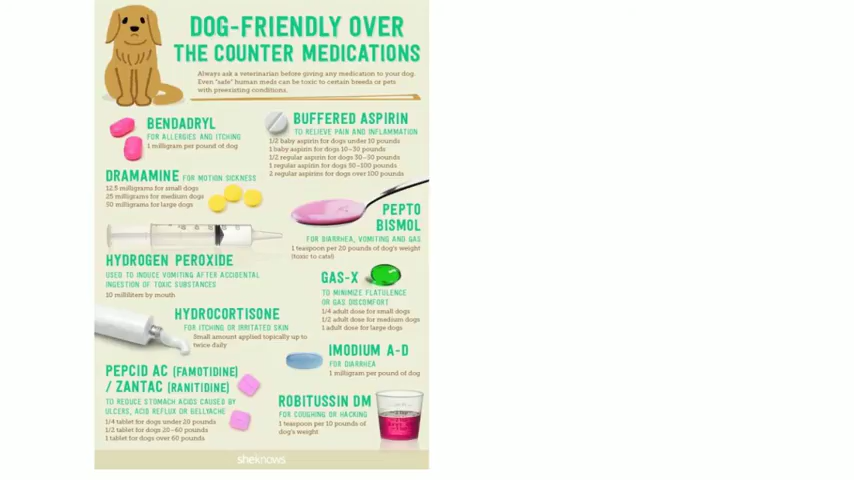 DOG-FRIENDLY OVER
THE COUNTER MEDICATIONS
Always ask a veterinarian before giving any medication to your dog.
Even "safe" human meds can be toxic to certain breeds or pets
with preexisting conditions.
BENDADRYL
FOR ALLERGIES AND ITCHING
1 milligram per pound of dog
BUFFERED ASPIRIN
TO RELIEVE PAIN AND INFLAMMATION
1/2 baby aspirin for dogs under 10 pounds
1 baby aspirin for dogs 10-30 pounds
1/2 regular aspirin for dogs 30-50 pounds
1 regular aspirin for dogs 50-100 pounds
2 regular aspirins for dogs over 100 pounds
DRAMAMINE FOR MOTION SICKNESS
12.5 milligrams for small dogs
25 milligrams for medium dogs
50 milligrams for large dogs
PEPTO
BISMOL
FOR DIARRHEA, VOMITING AND GAS
1 teaspoon per 20 pounds of dog's weight
(toxic to cats!)
HYDROGEN PEROXIDE
USED TO INDUCE VOMITING AFTER ACCIDENTAL
INGESTION OF TOXIC SUBSTANCES
10 milliliters by mouth
GAS-X
TO MINIMIZE FLATULENCE
OR GAS DISCOMFORT
1/4 adult dose for small dogs
1/2 adult dose for medium dogs
1 adult dose for large dogs
HYDROCORTISONE
FOR ITCHING OR IRRITATED SKIN
Small amount applied topically up to
twice daily
IMODIUM A-D
FOR DIARRHEA
1 milligram per pound of dog
PEPCID AC (FAMOTIDINE)
/ ZANTAC (RANITIDINE)
TO REDUCE STOMACH ACIDS CAUSED BY
ULCERS, ACID REFLUX OR BELLYACHE
1/4 tablet for dogs under 20 pounds
1/2 tablet for dogs 20-60 pounds
1 tablet for dogs over 60 pounds
ROBITUSSIN DM
FOR COUGHING OR HACKING
1 teaspoon per 10 pounds of
dog's weight
sheknows